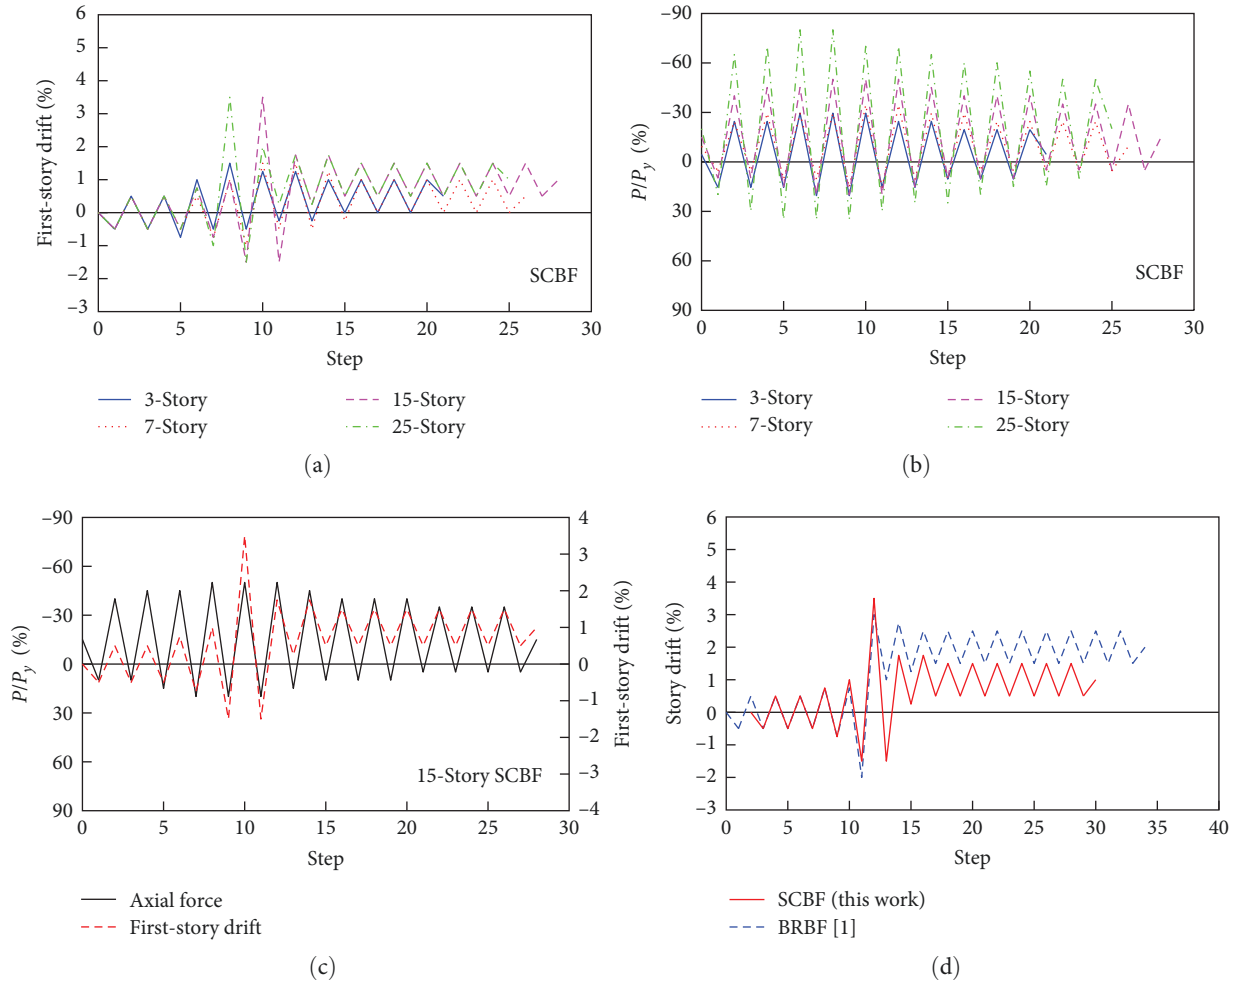 First-story drift (%)
6
5
4
3
2
1
0
−1
−2
−3
SCBF
0 5 10 15 20 25 30
Step
3-Story 15-Story
7-Story 25-Story
(a)
P/Py (%)
−90
−60
−30
0
30
60
90
SCBF
0 5 10 15 20 25 30
Step
3-Story 15-Story
7-Story 25-Story
(b)
P/Py (%)
−90
−60
−30
0
30
60
90
First-story drift (%)
4
3
2
1
0
−1
−2
−3
−4
15-Story SCBF
0 5 10 15 20 25 30
Step
Axial force
First-story drift
(c)
Story drift (%)
6
5
4
3
2
1
0
−1
−2
−3
0 5 10 15 20 25 30 35 40
Step
SCBF (this work)
BRBF [1]
(d)